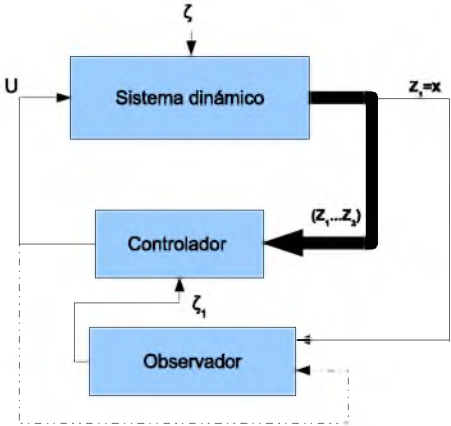 ζ
U
Sistema dinámico
Z₁=x
(Z₁...Z₂)
Controlador
ζ₁
Observador